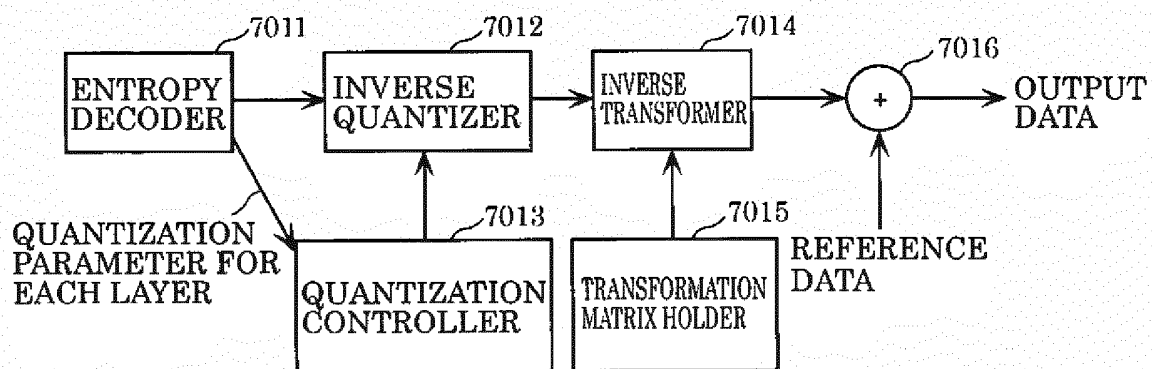 7011
7012
7014
7016
ENTROPY
DECODER
INVERSE
QUANTIZER
INVERSE
TRANSFORMER
+
OUTPUT
DATA
QUANTIZATION
PARAMETER FOR
EACH LAYER
7013
QUANTIZATION
CONTROLLER
7015
TRANSFORMATION
MATRIX HOLDER
REFERENCE
DATA